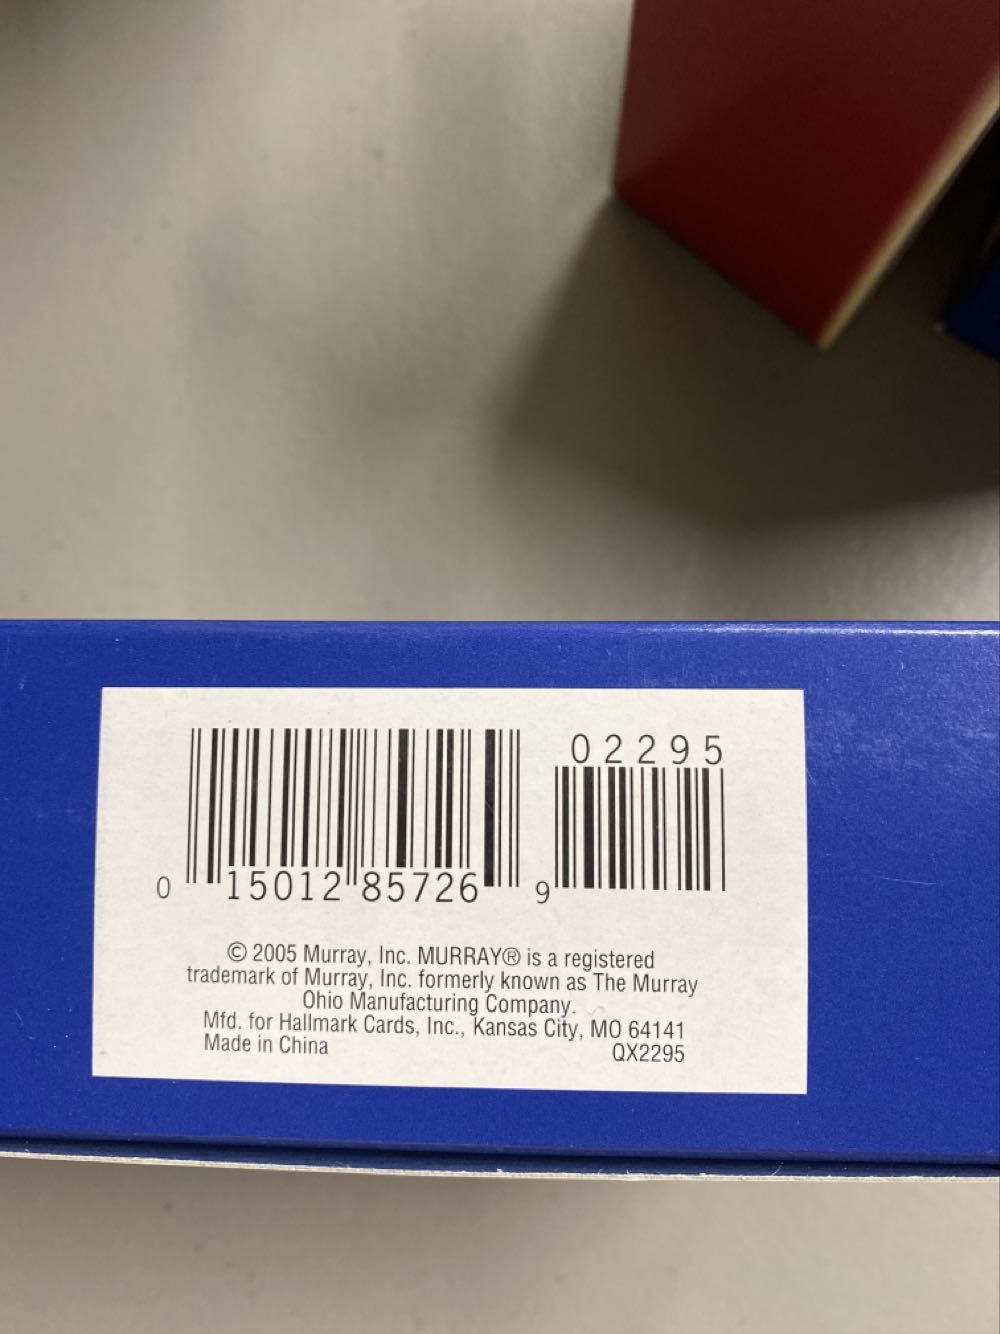 02295
0 15012 85726 9
© 2005 Murray, Inc. MURRAY® is a registered
trademark of Murray, Inc. formerly known as The Murray
Ohio Manufacturing Company.
Mfd. for Hallmark Cards, Inc., Kansas City, MO 64141
Made in China QX2295